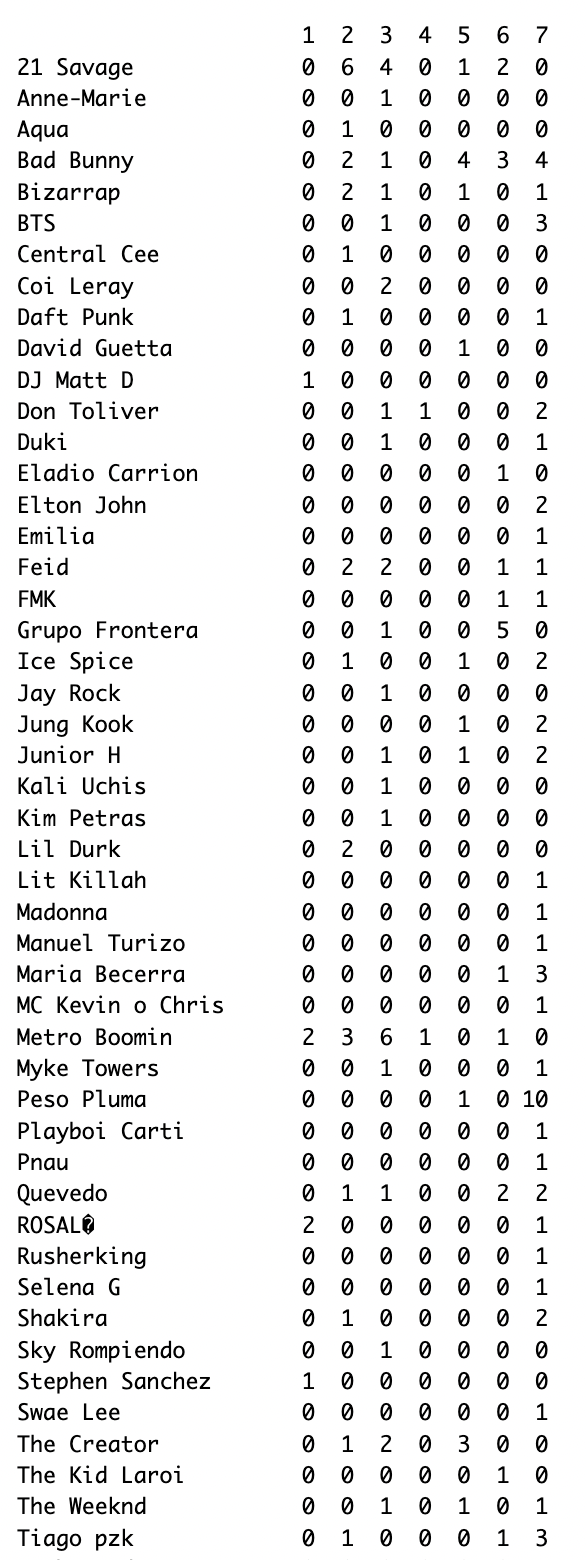 1 2 3 4 5 6 7
21 Savage 0 6 4 0 1 2 0
Anne-Marie 0 0 1 0 0 0 0
Aqua 0 1 0 0 0 0 0
Bad Bunny 0 2 1 0 4 3 4
Bizarrap 0 2 1 0 1 0 1
BTS 0 0 1 0 0 0 3
Central Cee 0 1 0 0 0 0 0
Coi Leray 0 0 2 0 0 0 0
Daft Punk 0 1 0 0 0 0 1
David Guetta 0 0 0 0 1 0 0
DJ Matt D 1 0 0 0 0 0 0
Don Toliver 0 0 1 1 0 0 2
Duki 0 0 1 0 0 0 1
Eladio Carrion 0 0 0 0 0 1 0
Elton John 0 0 0 0 0 0 2
Emilia 0 0 0 0 0 0 1
Feid 0 2 2 0 0 1 1
FMK 0 0 0 0 0 1 1
Grupo Frontera 0 0 1 0 0 5 0
Ice Spice 0 1 0 0 1 0 2
Jay Rock 0 0 1 0 0 0 0
Jung Kook 0 0 0 0 1 0 2
Junior H 0 0 1 0 1 0 2
Kali Uchis 0 0 1 0 0 0 0
Kim Petras 0 0 1 0 0 0 0
Lil Durk 0 2 0 0 0 0 0
Lit Killah 0 0 0 0 0 0 1
Madonna 0 0 0 0 0 0 1
Manuel Turizo 0 0 0 0 0 0 1
Maria Becerra 0 0 0 0 0 1 3
MC Kevin o Chris 0 0 0 0 0 0 1
Metro Boomin 2 3 6 1 0 1 0
Myke Towers 0 0 1 0 0 0 1
Peso Pluma 0 0 0 0 1 0 10
Playboi Carti 0 0 0 0 0 0 1
Pnau 0 0 0 0 0 0 1
Quevedo 0 1 1 0 0 2 2
ROSAL� 2 0 0 0 0 0 1
Rusherking 0 0 0 0 0 0 1
Selena G 0 0 0 0 0 0 1
Shakira 0 1 0 0 0 0 2
Sky Rompiendo 0 0 1 0 0 0 0
Stephen Sanchez 1 0 0 0 0 0 0
Swae Lee 0 0 0 0 0 0 1
The Creator 0 1 2 0 3 0 0
The Kid Laroi 0 0 0 0 0 1 0
The Weeknd 0 0 1 0 1 0 1
Tiago pzk 0 1 0 0 0 1 3